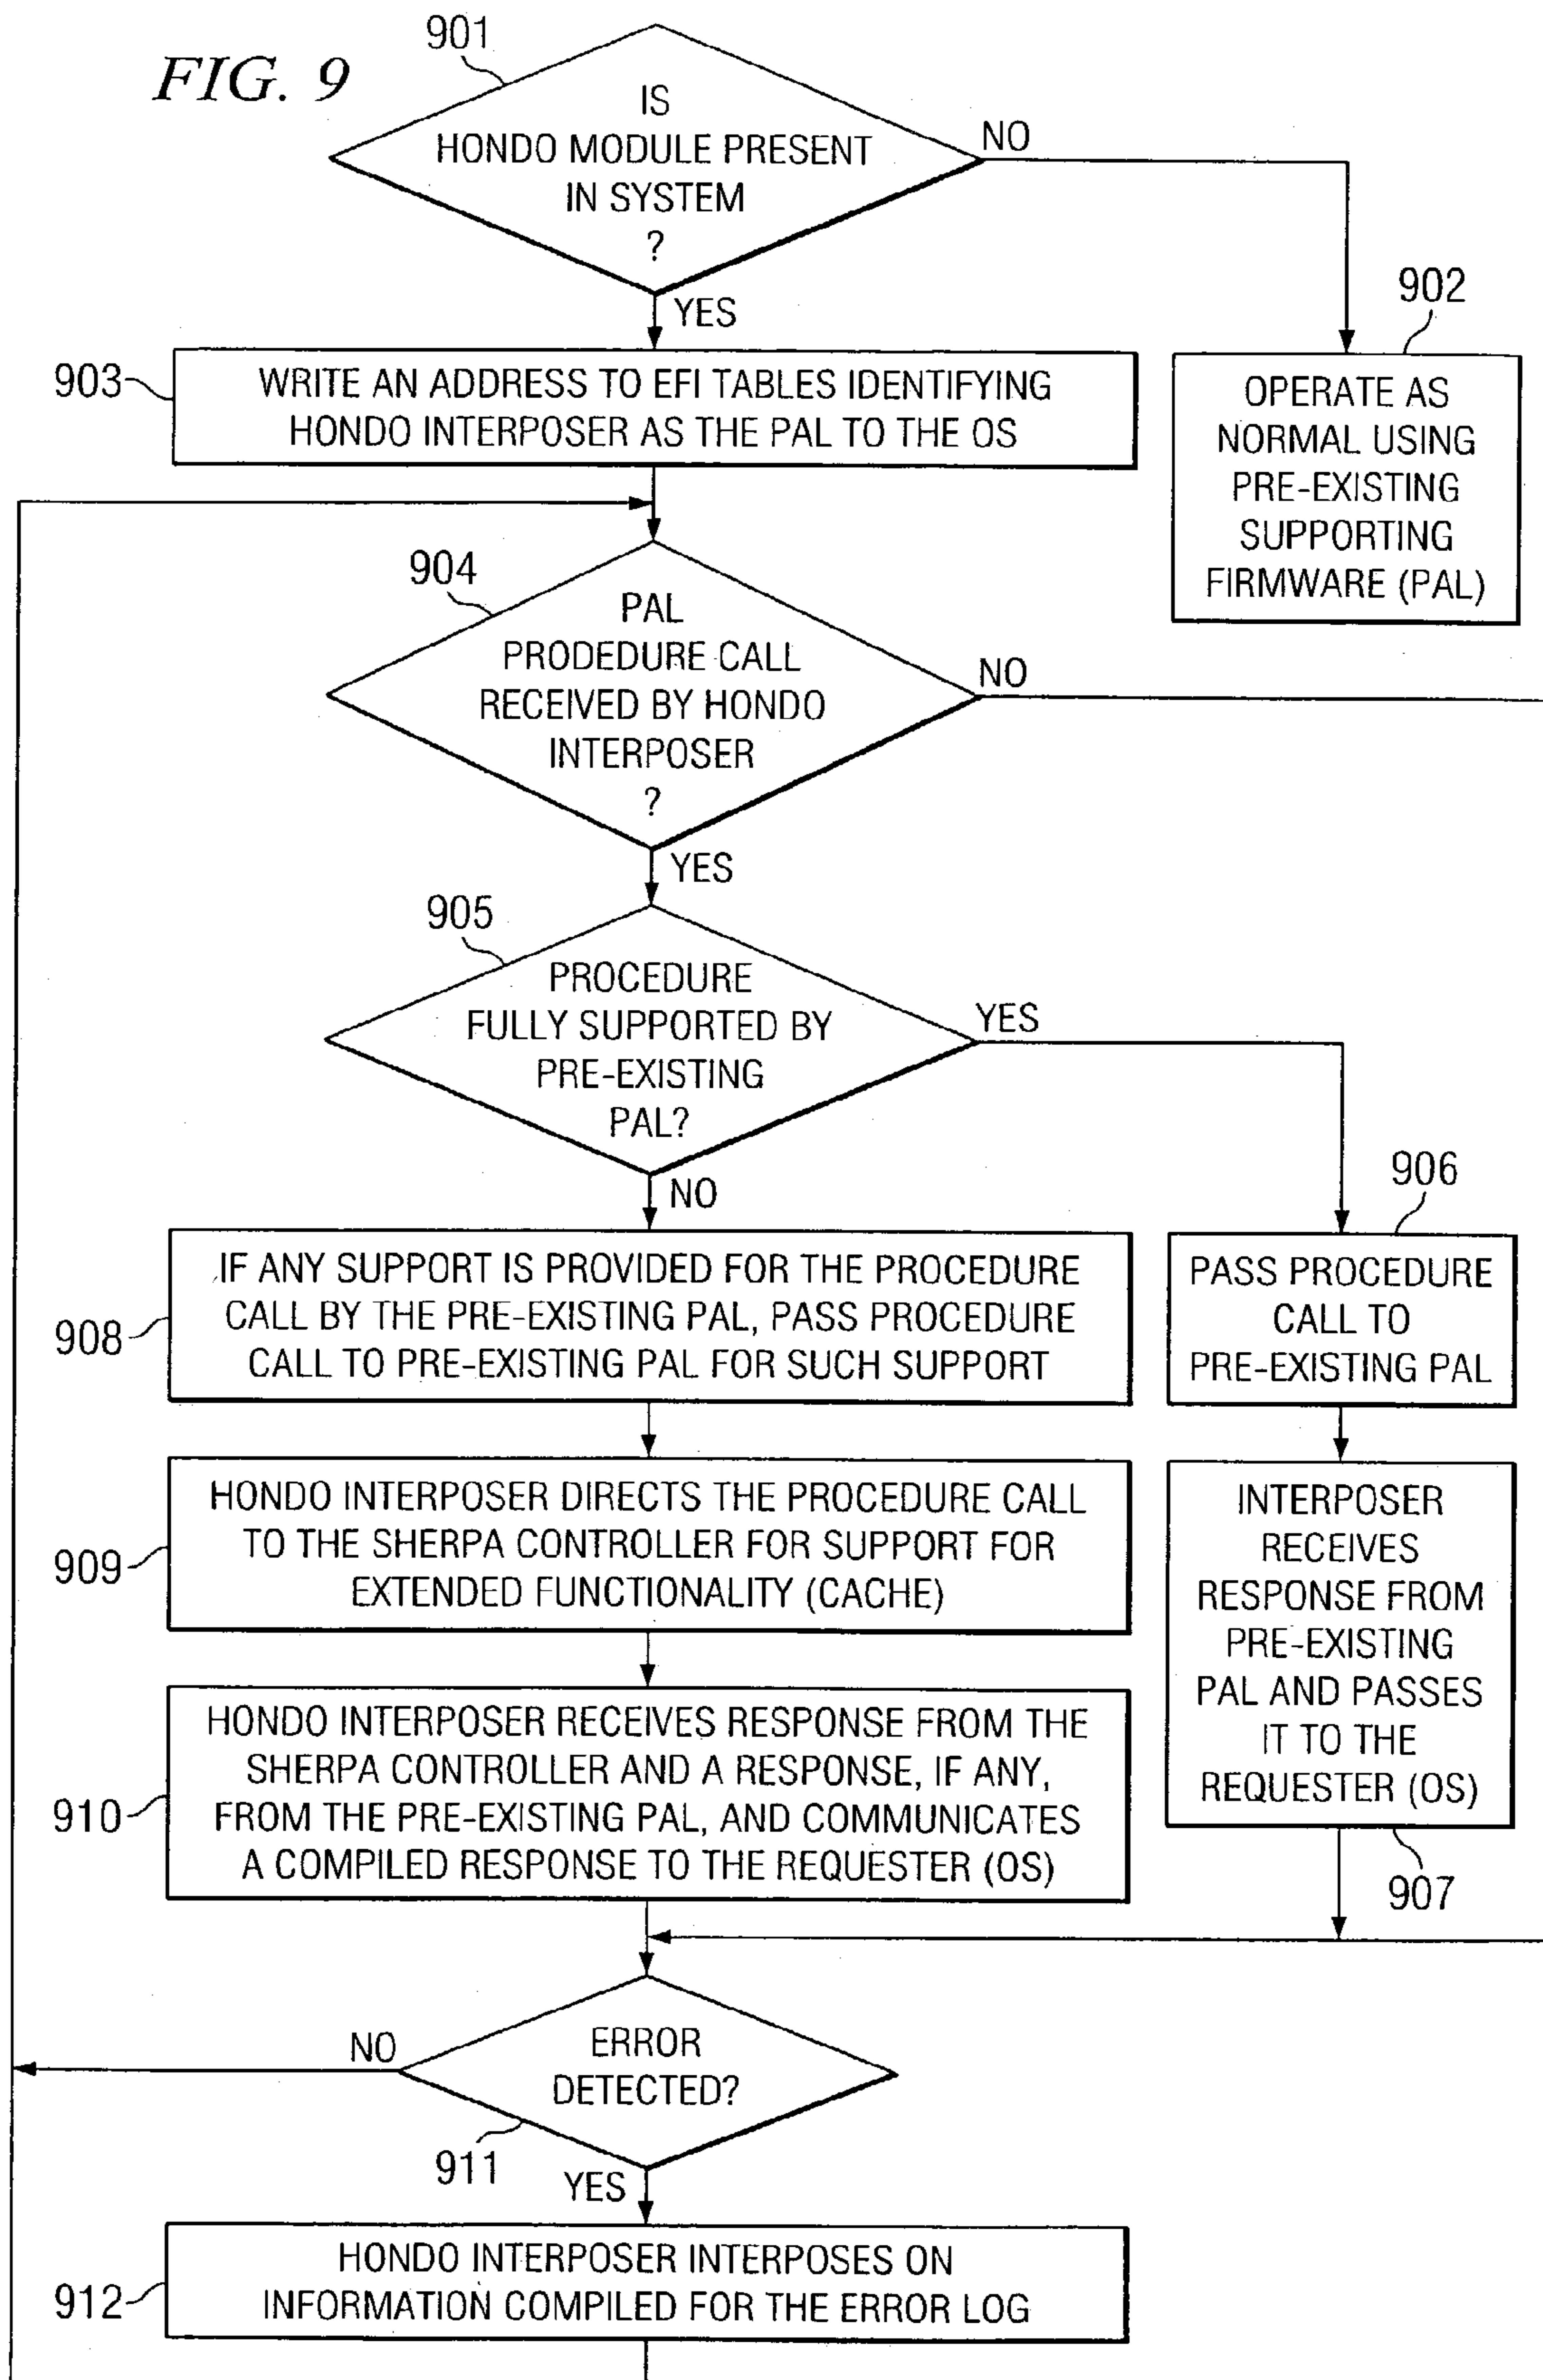 FIG. 9
901
IS
HONDO MODULE PRESENT
IN SYSTEM
?
NO
YES
902
OPERATE AS
NORMAL USING
PRE-EXISTING
SUPPORTING
FIRMWARE (PAL)
903
WRITE AN ADDRESS TO EFI TABLES IDENTIFYING
HONDO INTERPOSER AS THE PAL TO THE OS
904
PAL
PRODEDURE CALL
RECEIVED BY HONDO
INTERPOSER
?
NO
YES
905
PROCEDURE
FULLY SUPPORTED BY
PRE-EXISTING
PAL?
YES
NO
906
PASS PROCEDURE
CALL TO
PRE-EXISTING PAL
908
IF ANY SUPPORT IS PROVIDED FOR THE PROCEDURE
CALL BY THE PRE-EXISTING PAL, PASS PROCEDURE
CALL TO PRE-EXISTING PAL FOR SUCH SUPPORT
909
HONDO INTERPOSER DIRECTS THE PROCEDURE CALL
TO THE SHERPA CONTROLLER FOR SUPPORT FOR
EXTENDED FUNCTIONALITY (CACHE)
INTERPOSER
RECEIVES
RESPONSE FROM
PRE-EXISTING
PAL AND PASSES
IT TO THE
REQUESTER (OS)
907
910
HONDO INTERPOSER RECEIVES RESPONSE FROM THE
SHERPA CONTROLLER AND A RESPONSE, IF ANY,
FROM THE PRE-EXISTING PAL, AND COMMUNICATES
A COMPILED RESPONSE TO THE REQUESTER (OS)
NO
ERROR
DETECTED?
911
YES
912
HONDO INTERPOSER INTERPOSES ON
INFORMATION COMPILED FOR THE ERROR LOG